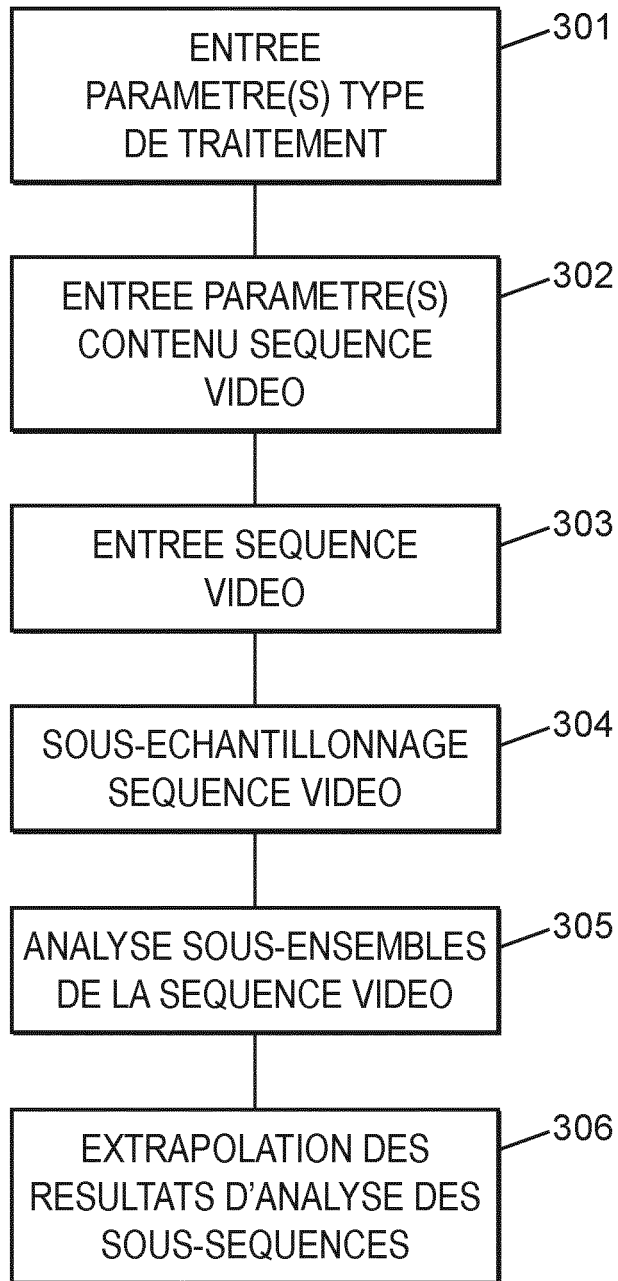 ENTREE
PARAMETRE(S) TYPE
DE TRAITEMENT
301
ENTREE PARAMETRE(S)
CONTENU SEQUENCE
VIDEO
302
ENTREE SEQUENCE
VIDEO
303
SOUS-ECHANTILLONNAGE
SEQUENCE VIDEO
304
ANALYSE SOUS-ENSEMBLES
DE LA SEQUENCE VIDEO
305
EXTRAPOLATION DES
RESULTATS D'ANALYSE DES
SOUS-SEQUENCES
306